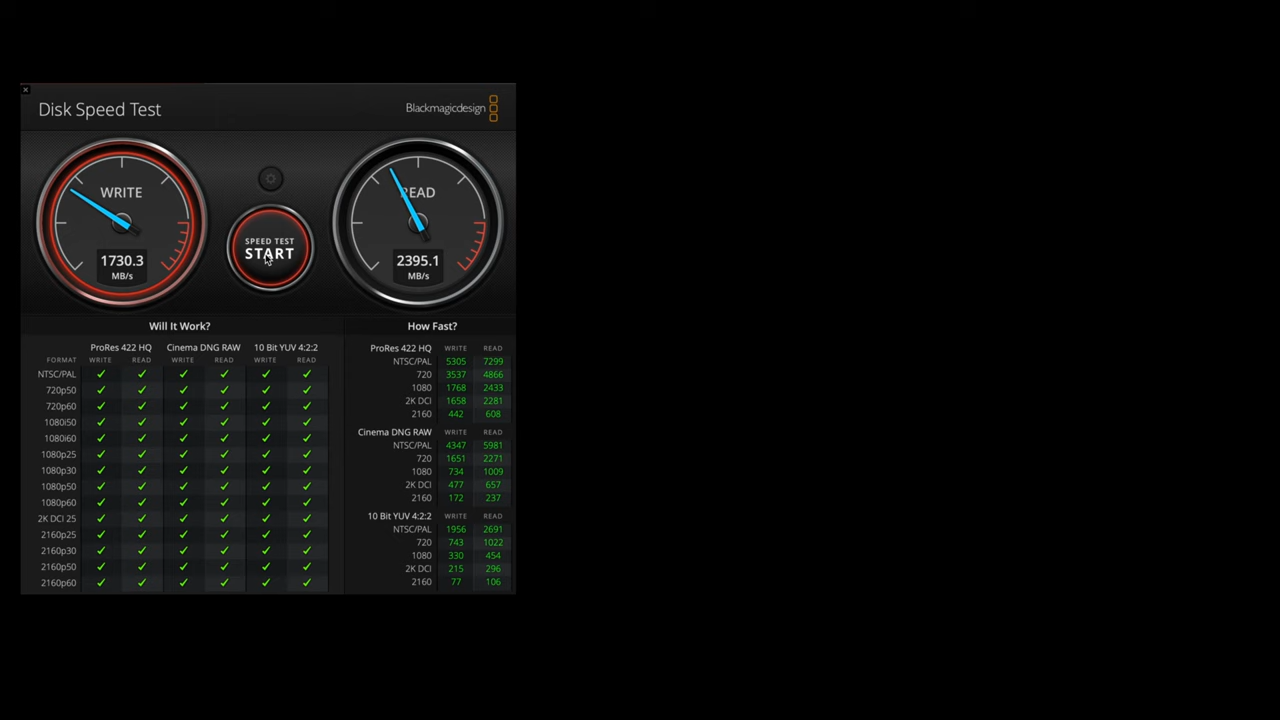 Disk Speed Test
Blackmagicdesign
WRITE
1730.3
MB/s
SPEED TEST
START
READ
2395.1
MB/s
Will It Work?
ProRes 422 HQ Cinema DNG RAW 10 Bit YUV 4:2:2
FORMAT WRITE READ WRITE READ WRITE READ
NTSC/PAL ✓ ✓ ✓ ✓ ✓ ✓
720p50 ✓ ✓ ✓ ✓ ✓ ✓
720p60 ✓ ✓ ✓ ✓ ✓ ✓
1080i50 ✓ ✓ ✓ ✓ ✓ ✓
1080i60 ✓ ✓ ✓ ✓ ✓ ✓
1080p25 ✓ ✓ ✓ ✓ ✓ ✓
1080p30 ✓ ✓ ✓ ✓ ✓ ✓
1080p50 ✓ ✓ ✓ ✓ ✓ ✓
1080p60 ✓ ✓ ✓ ✓ ✓ ✓
2K DCI 25 ✓ ✓ ✓ ✓ ✓ ✓
2160p25 ✓ ✓ ✓ ✓ ✓ ✓
2160p30 ✓ ✓ ✓ ✓ ✓ ✓
2160p50 ✓ ✓ ✓ ✓ ✓ ✓
2160p60 ✓ ✓ ✓ ✓ ✓ ✓
How Fast?
ProRes 422 HQ WRITE READ
NTSC/PAL 5305 7299
720 3537 4866
1080 1768 2433
2K DCI 1658 2281
2160 442 608
Cinema DNG RAW WRITE READ
NTSC/PAL 4347 5981
720 1651 2271
1080 734 1009
2K DCI 477 657
2160 172 237
10 Bit YUV 4:2:2 WRITE READ
NTSC/PAL 1956 2691
720 743 1022
1080 330 454
2K DCI 215 296
2160 77 106